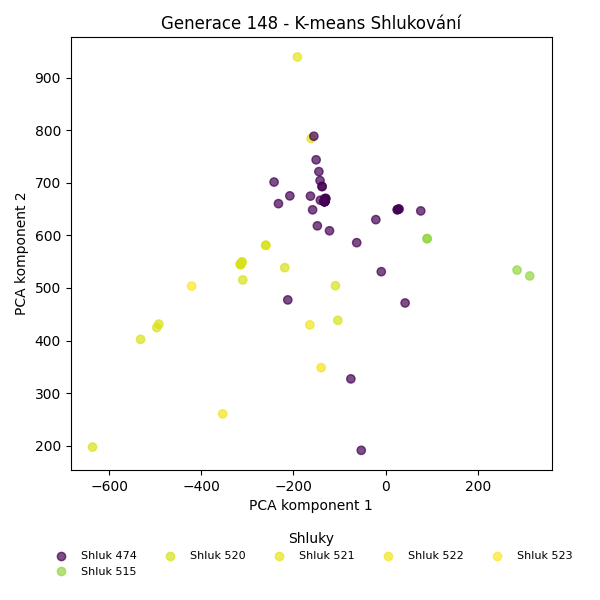 Generace 148 - K-means Shlukování
PCA komponent 2
900
800
700
600
500
400
300
200
−600 −400 −200 0 200
PCA komponent 1
Shluky
Shluk 474 Shluk 520 Shluk 521 Shluk 522 Shluk 523
Shluk 515